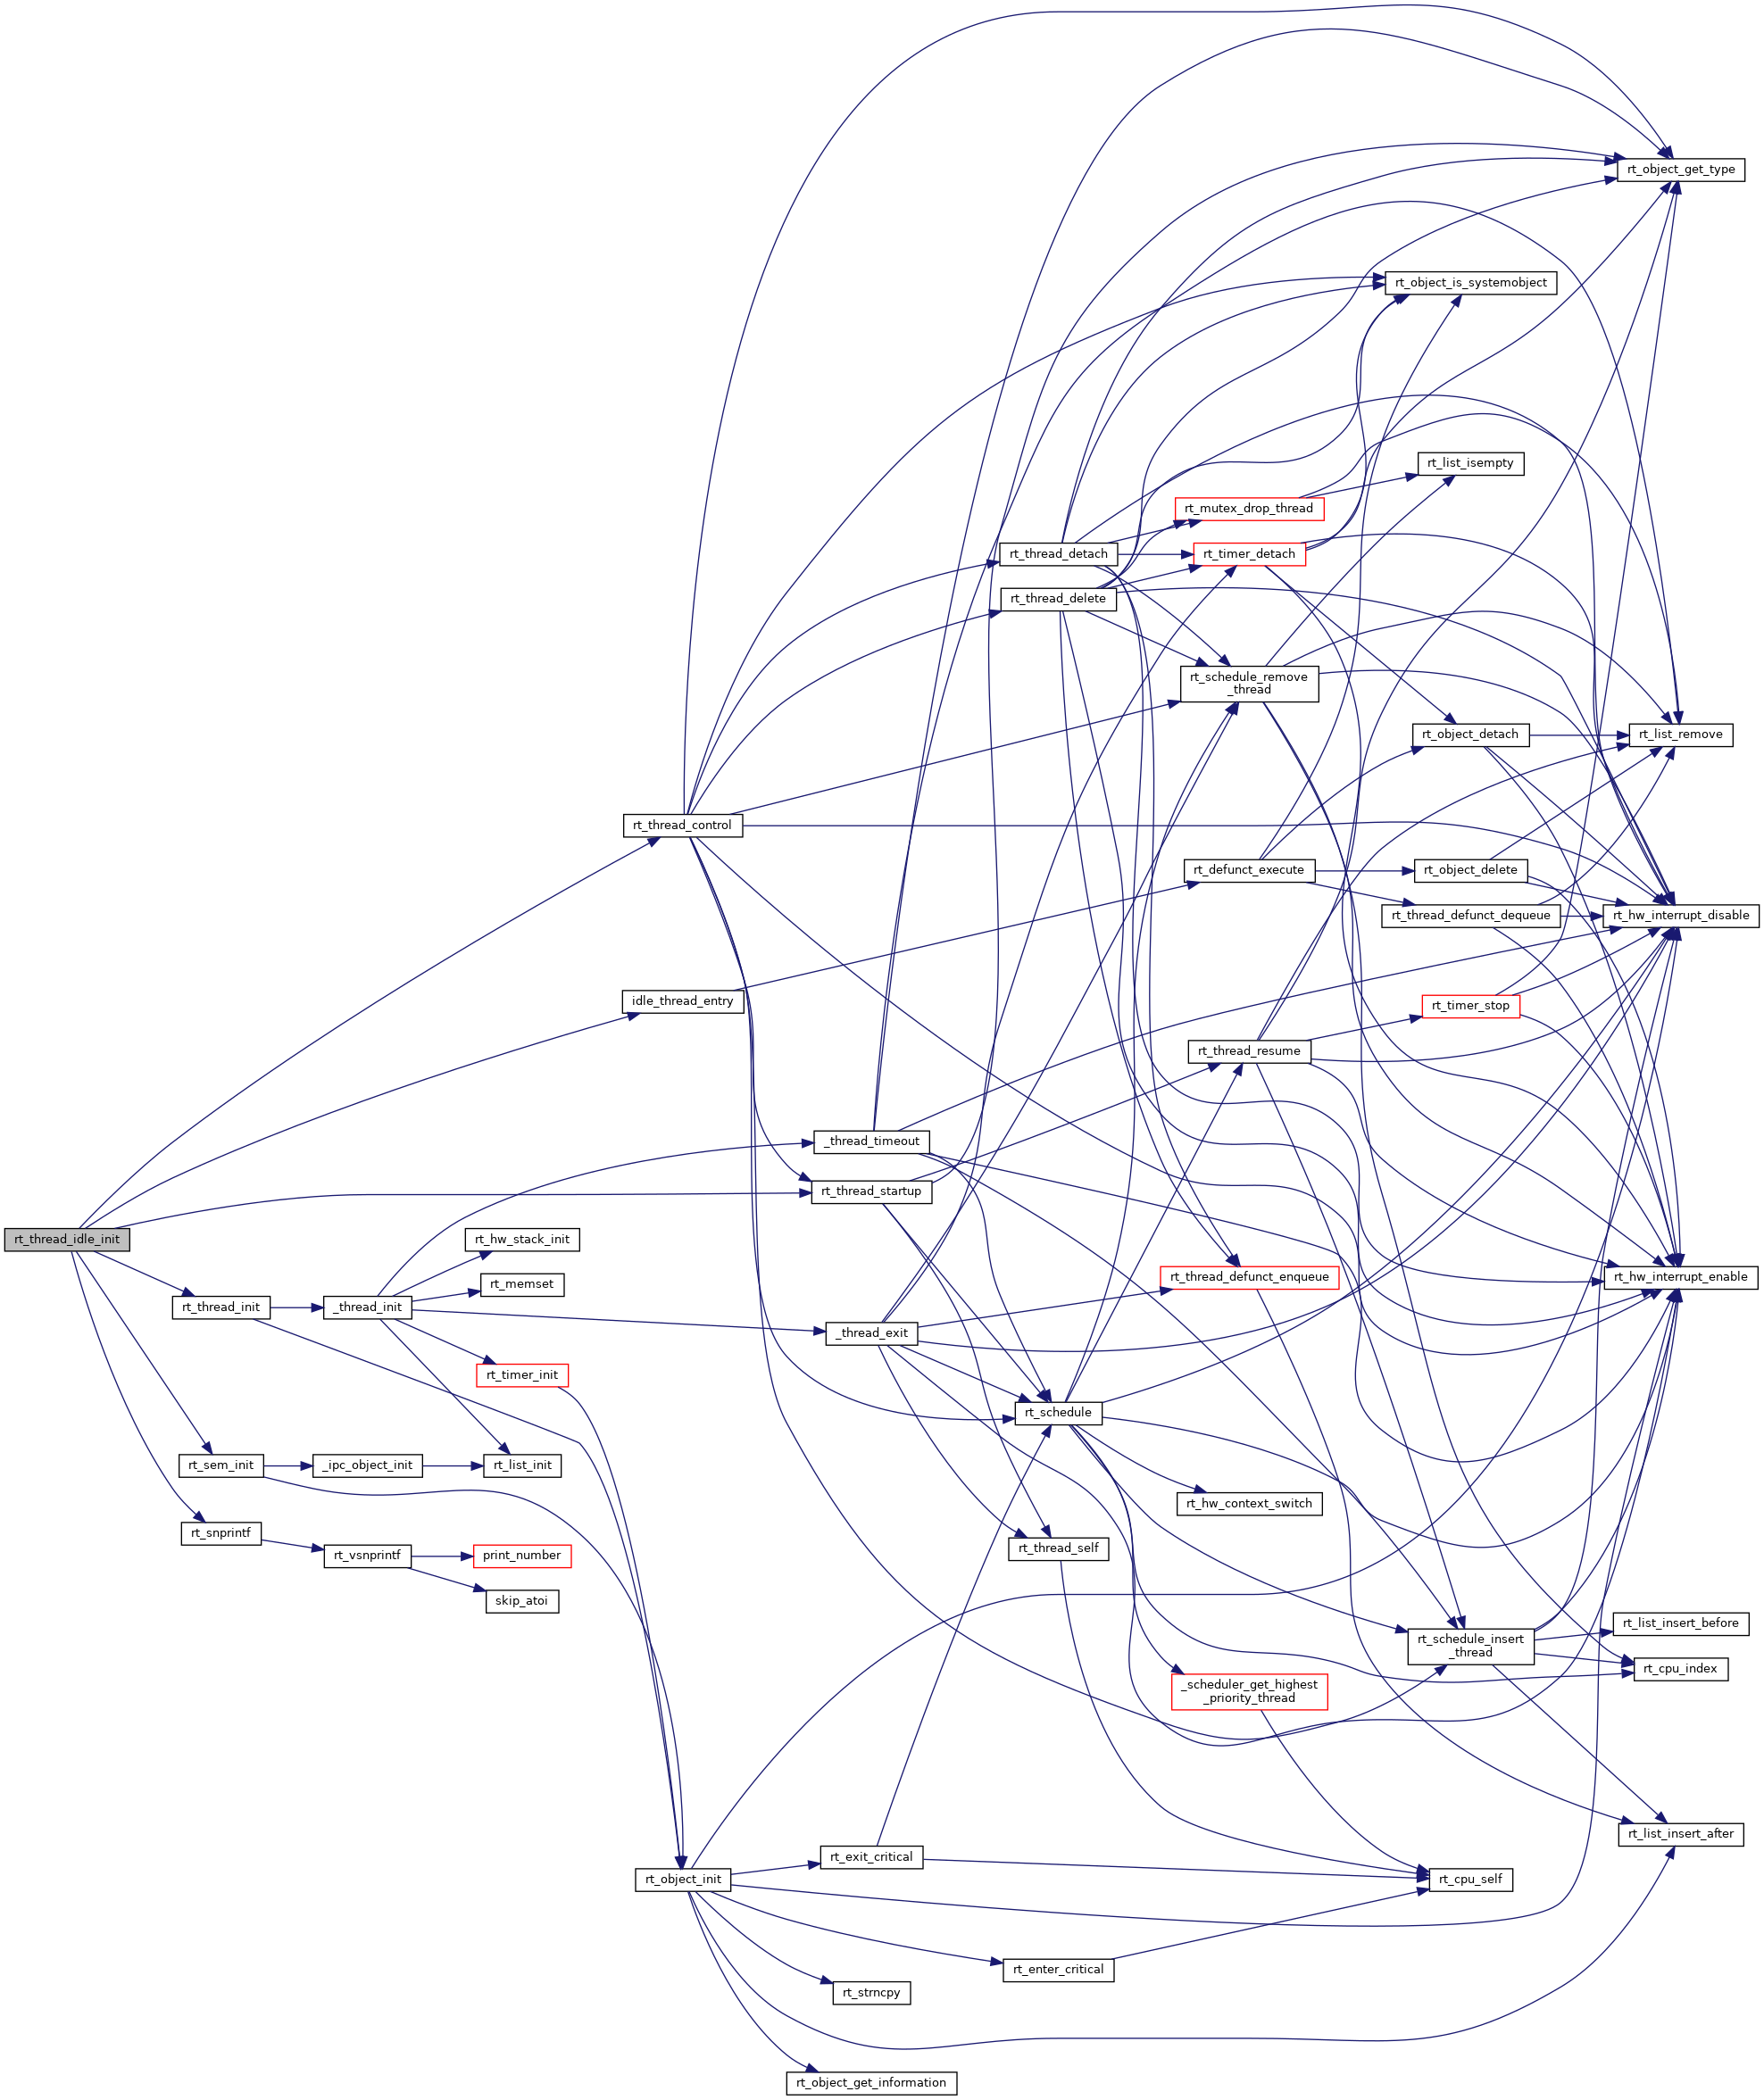 rt_object_get_type
rt_object_is_systemobject
rt_list_isempty
rt_mutex_drop_thread
rt_thread_detach
rt_timer_detach
rt_thread_delete
rt_schedule_remove
_thread
rt_object_detach
rt_list_remove
rt_thread_control
rt_defunct_execute
rt_object_delete
rt_thread_defunct_dequeue
rt_hw_interrupt_disable
idle_thread_entry
rt_timer_stop
rt_thread_resume
_thread_timeout
rt_thread_startup
rt_thread_idle_init
rt_hw_stack_init
rt_thread_defunct_enqueue
rt_hw_interrupt_enable
rt_memset
rt_thread_init
_thread_init
_thread_exit
rt_timer_init
rt_schedule
rt_sem_init
_ipc_object_init
rt_list_init
rt_hw_context_switch
rt_snprintf
rt_vsnprintf
print_number
rt_thread_self
skip_atoi
rt_list_insert_before
rt_schedule_insert
_thread
rt_cpu_index
_scheduler_get_highest
_priority_thread
rt_list_insert_after
rt_exit_critical
rt_object_init
rt_cpu_self
rt_enter_critical
rt_strncpy
rt_object_get_information